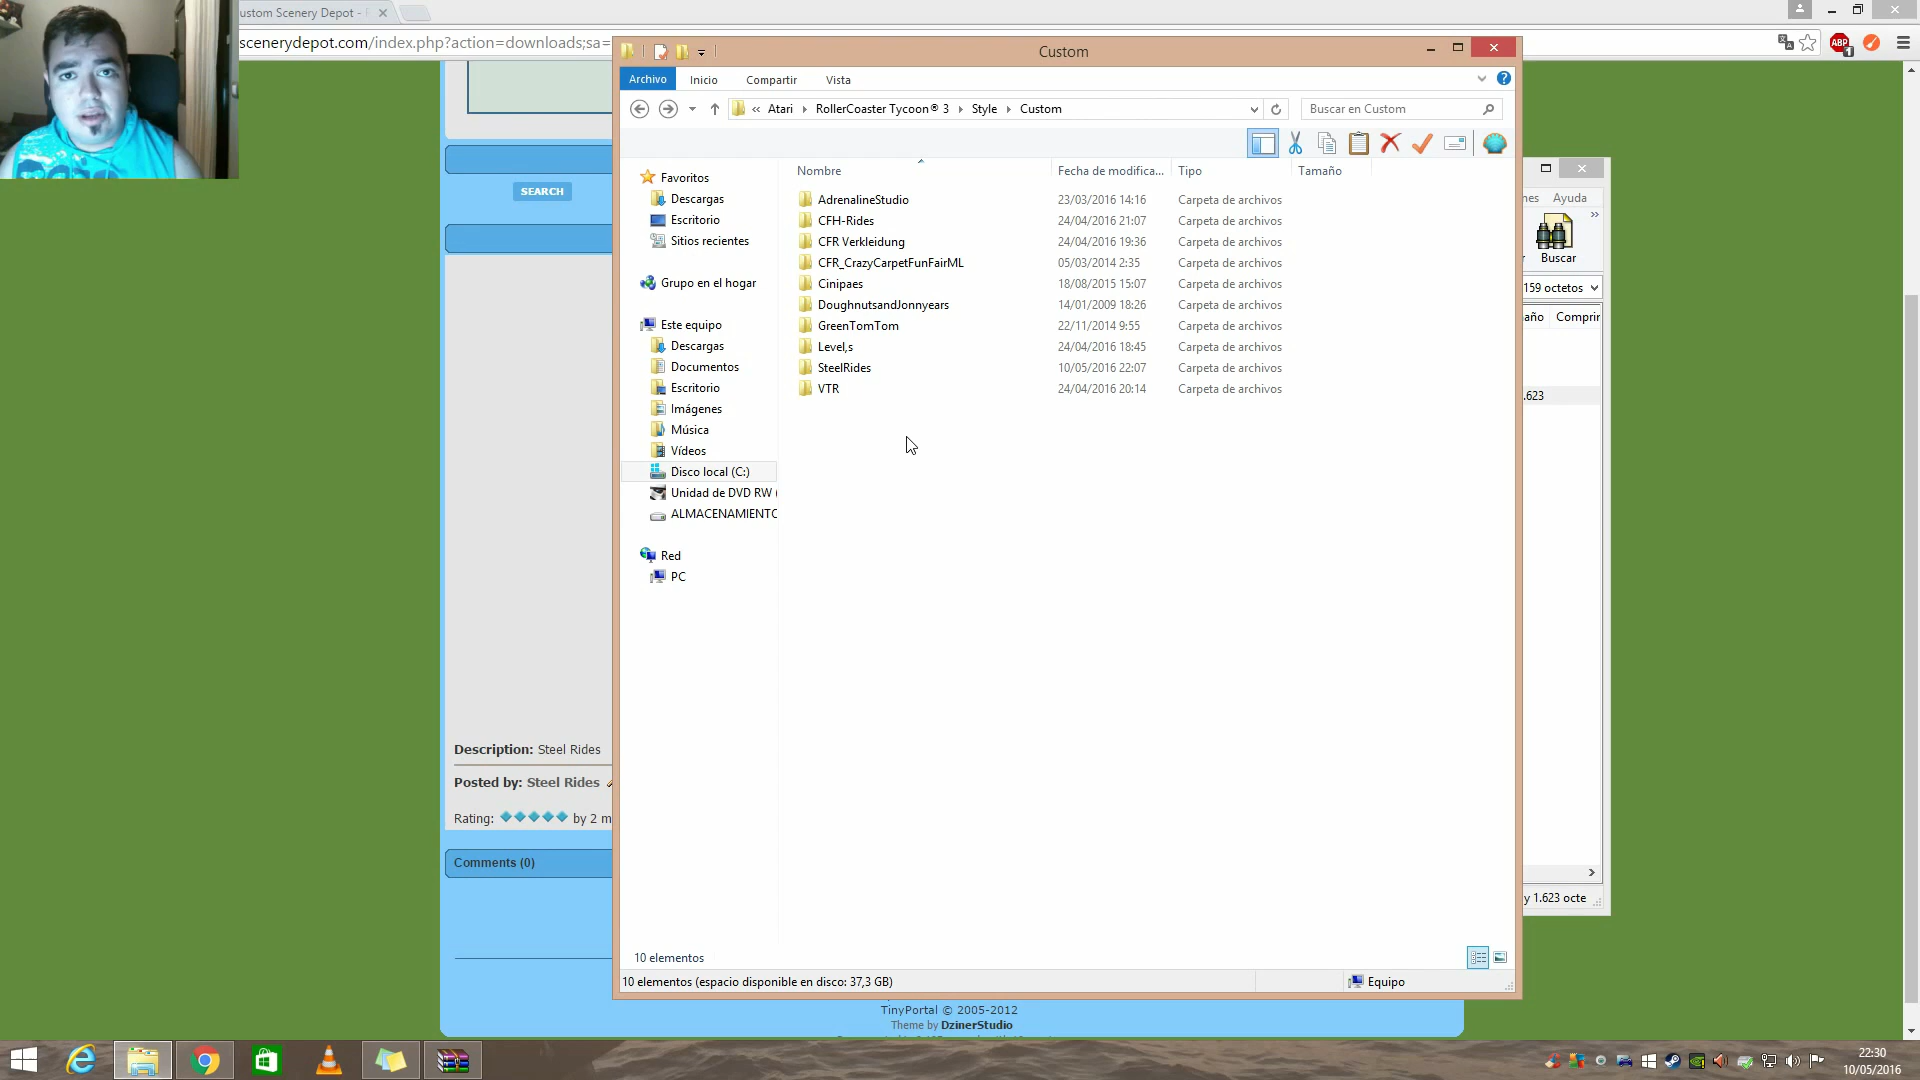 ustom Scenery Depot -
scenerydepot.com/index.php?action=downloads;sa=
ABP
1
Custom
Archivo
Inicio
Compartir
Vista
« Atari ▸ RollerCoaster Tycoon® 3 ▸ Style ▸ Custom
Buscar en Custom
SEARCH
Nombre
Fecha de modifica...
Tipo
Tamaño
Favoritos
Descargas
Escritorio
Sitios recientes
Grupo en el hogar
Este equipo
Descargas
Documentos
Escritorio
Imágenes
Música
Vídeos
Disco local (C:)
Unidad de DVD RW (
ALMACENAMIENTO
Red
PC
AdrenalineStudio 23/03/2016 14:16 Carpeta de archivos
CFH-Rides 24/04/2016 21:07 Carpeta de archivos
CFR Verkleidung 24/04/2016 19:36 Carpeta de archivos
CFR_CrazyCarpetFunFairML 05/03/2014 2:35 Carpeta de archivos
Cinipaes 18/08/2015 15:07 Carpeta de archivos
DoughnutsandJonnyears 14/01/2009 18:26 Carpeta de archivos
GreenTomTom 22/11/2014 9:55 Carpeta de archivos
Level,s 24/04/2016 18:45 Carpeta de archivos
SteelRides 10/05/2016 22:07 Carpeta de archivos
VTR 24/04/2016 20:14 Carpeta de archivos
nes Ayuda
Buscar
159 octetos
año Comprir
.623
y 1.623 octe
Description: Steel Rides
Posted by: Steel Rides
Rating: by 2 m
Comments (0)
10 elementos
10 elementos (espacio disponible en disco: 37,3 GB)
Equipo
TinyPortal © 2005-2012
Theme by DzinerStudio
22:30
10/05/2016